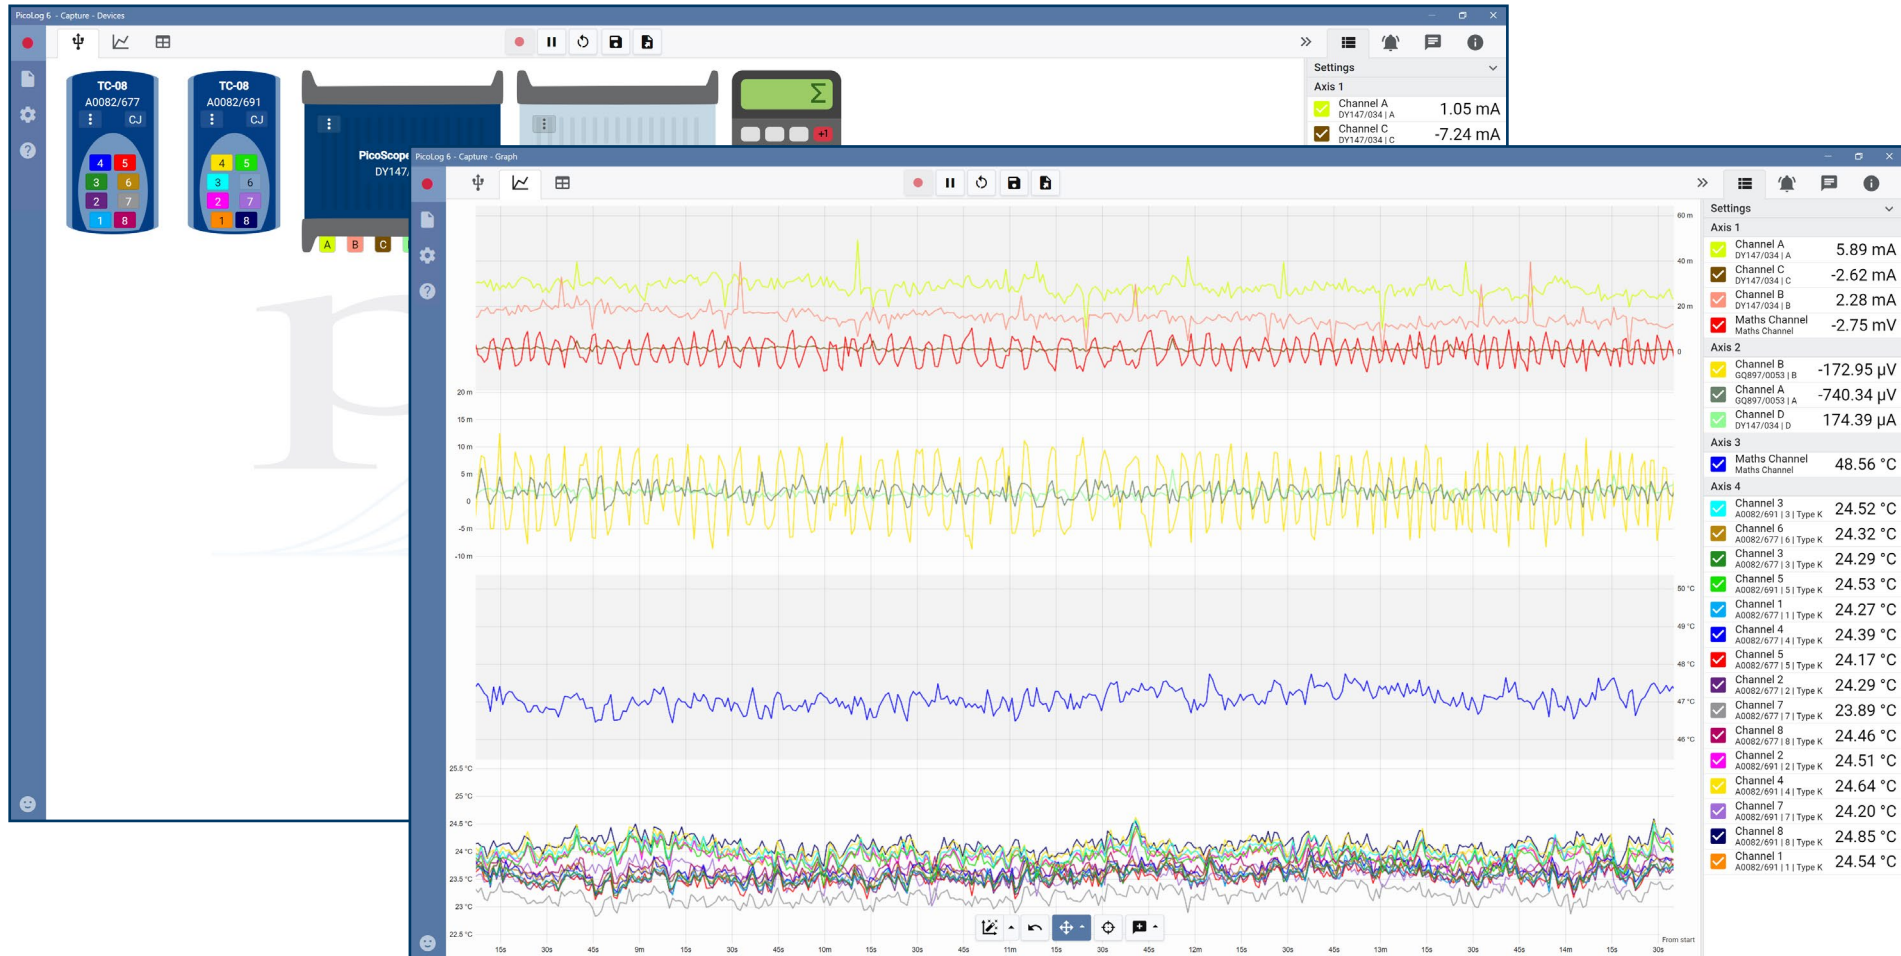 PicoLog 6 - Capture - Devices
TC-08
A0082/677
CJ
4 5
3 6
2 7
1 8
TC-08
A0082/691
CJ
4 5
3 6
2 7
1 8
PicoScope
DY147/
A B C
Σ
+1
Settings
Axis 1
Channel A
1.05 mA
DY147/034 | A
Channel C
-7.24 mA
DY147/034 | C
PicoLog 6 - Capture - Graph
60 m
40 m
20 m
0
20 m
15 m
10 m
5 m
0
-5 m
-10 m
50 °C
49 °C
48 °C
47 °C
46 °C
25.5 °C
25 °C
24.5 °C
24 °C
23.5 °C
23 °C
22.5 °C
From start
15s 30s 45s 9m 15s 30s 45s 10m 15s 30s 45s 11m 15s 30s 45s 12m 15s 30s 45s 13m 15s 30s 45s 14m 15s 30s
Settings
Axis 1
Channel A
5.89 mA
DY147/034 | A
Channel C
-2.62 mA
DY147/034 | C
Channel B
2.28 mA
DY147/034 | B
Maths Channel
-2.75 mV
Maths Channel
Axis 2
Channel B
-172.95 µV
GQ897/0053 | B
Channel A
-740.34 µV
GQ897/0053 | A
Channel D
174.39 µA
DY147/034 | D
Axis 3
Maths Channel
48.56 °C
Maths Channel
Axis 4
Channel 3
24.52 °C
A0082/691 | 3 | Type K
Channel 6
24.32 °C
A0082/677 | 6 | Type K
Channel 3
24.29 °C
A0082/677 | 3 | Type K
Channel 5
24.53 °C
A0082/691 | 5 | Type K
Channel 1
24.27 °C
A0082/677 | 1 | Type K
Channel 4
24.39 °C
A0082/677 | 4 | Type K
Channel 5
24.17 °C
A0082/677 | 5 | Type K
Channel 2
24.29 °C
A0082/677 | 2 | Type K
Channel 7
23.89 °C
A0082/677 | 7 | Type K
Channel 8
24.46 °C
A0082/677 | 8 | Type K
Channel 2
24.51 °C
A0082/691 | 2 | Type K
Channel 4
24.64 °C
A0082/691 | 4 | Type K
Channel 7
24.20 °C
A0082/691 | 7 | Type K
Channel 8
24.85 °C
A0082/691 | 8 | Type K
Channel 1
24.54 °C
A0082/691 | 1 | Type K